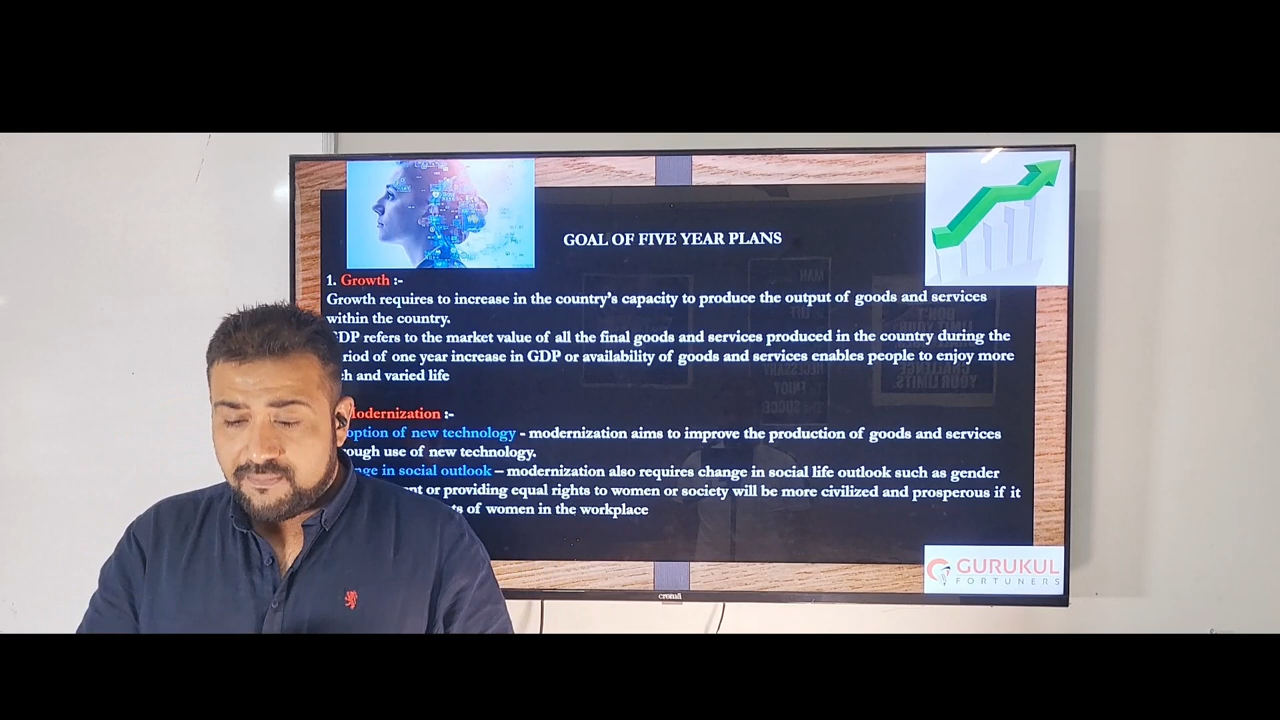 GOAL OF FIVE YEAR PLANS
1. Growth :-
Growth requires to increase in the country's capacity to produce the output of goods and services
within the country.
GDP refers to the market value of all the final goods and services produced in the country during the
of one year increase in GDP or availability of goods and services enables people to enjoy more
and varied life
Modernization :-
of new technology - modernization aims to improve the production of goods and services
use of new technology.
in social outlook – modernization also requires change in social life outlook such as gender
or providing equal rights to women or society will be more civilized and prosperous if it
of women in the workplace
GURUKUL
FORTUNERS
croma